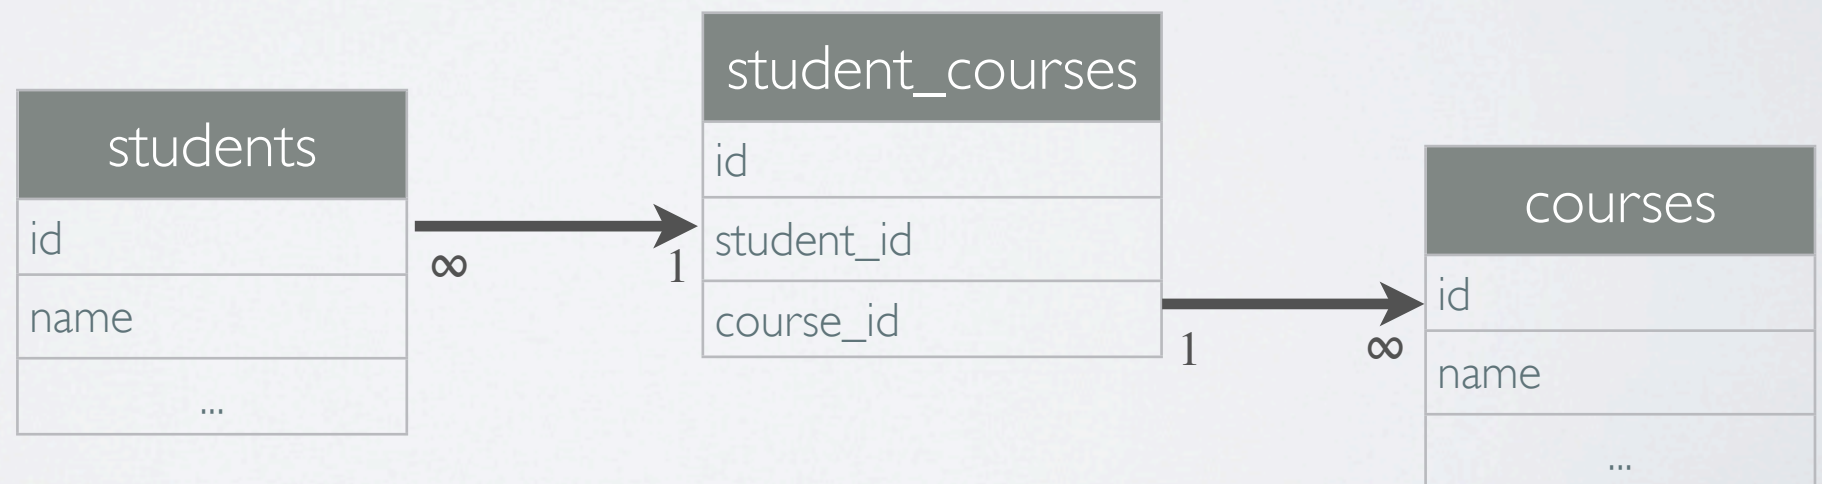 students
id
name
...
∞
1
student_courses
id
student_id
course_id
1
∞
courses
id
name
...